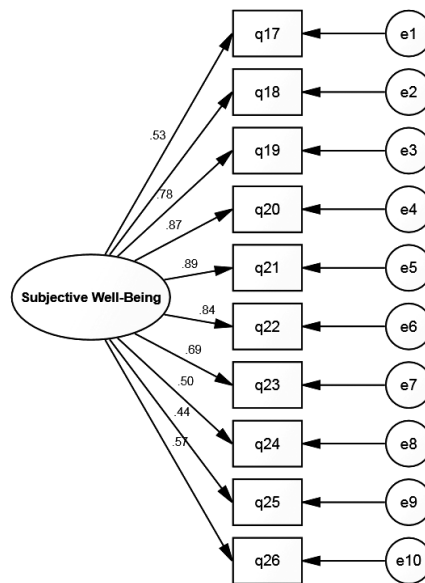 q17
e1
q18
e2
.53
q19
e3
.78
q20
e4
.87
q21
e5
.89
Subjective Well-Being
.84
q22
e6
.69
q23
e7
.50
.44
q24
e8
.57
q25
e9
q26
e10